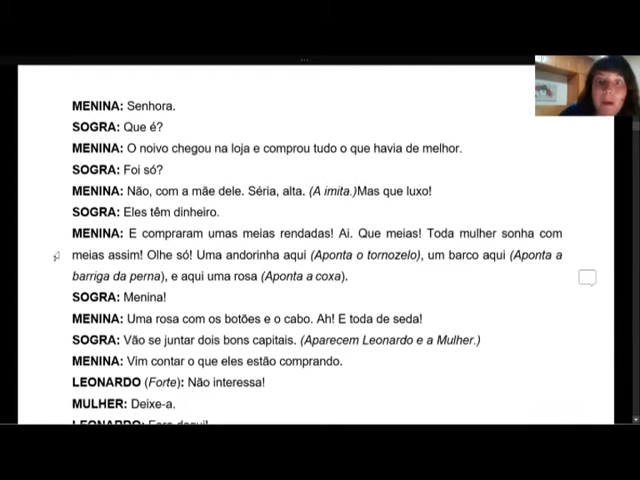 MENINA: Senhora.
SOGRA: Que é?
MENINA: O noivo chegou na loja e comprou tudo o que havia de melhor.
SOGRA: Foi só?
MENINA: Não, com a mãe dele. Séria, alta. (A imita.)Mas que luxo!
SOGRA: Eles têm dinheiro.
MENINA: E compraram umas meias rendadas! Ai. Que meias! Toda mulher sonha com
meias assim! Olhe só! Uma andorinha aqui (Aponta o tornozelo), um barco aqui (Aponta a
barriga da perna), e aqui uma rosa (Aponta a coxa).
SOGRA: Menina!
MENINA: Uma rosa com os botões e o cabo. Ah! E toda de seda!
SOGRA: Vão se juntar dois bons capitais. (Aparecem Leonardo e a Mulher.)
MENINA: Vim contar o que eles estão comprando.
LEONARDO (Forte): Não interessa!
MULHER: Deixe-a.
LEONARDO: Fora daqui!